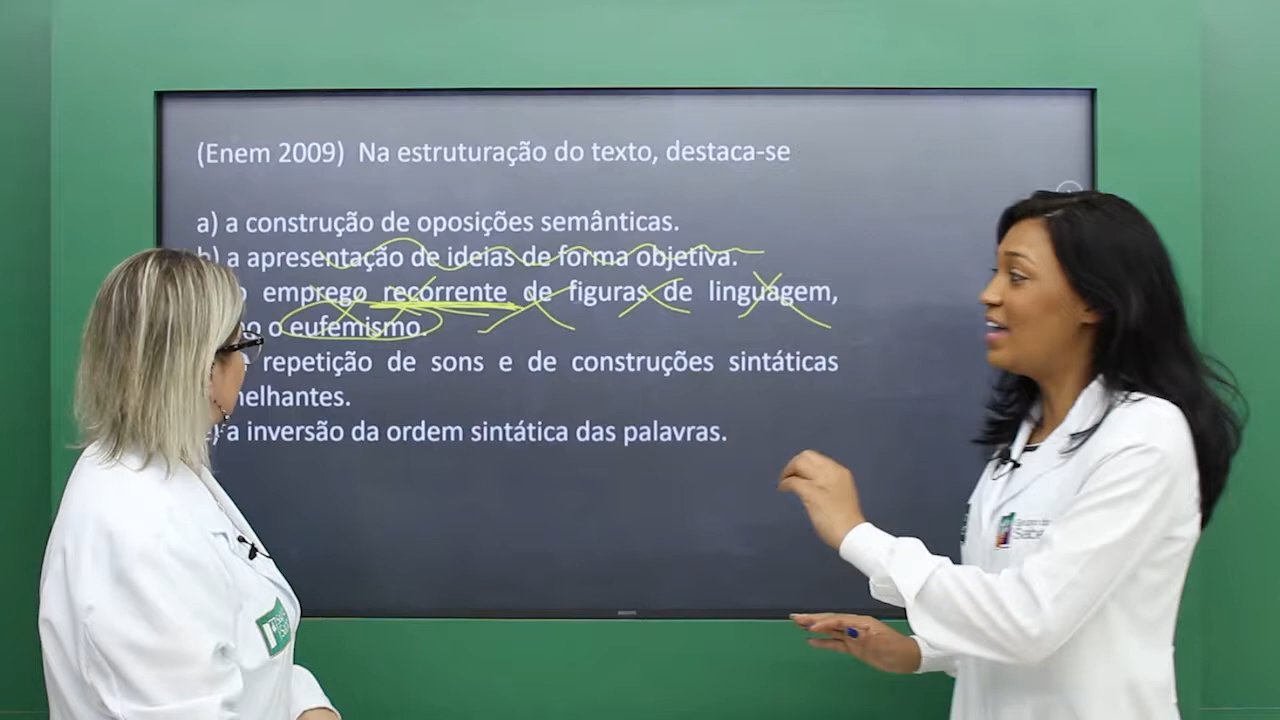 (Enem 2009) Na estruturação do texto, destaca-se
a) a construção de oposições semânticas.
b) a apresentação de ideias de forma objetiva.
emprego recorrente de figuras de linguagem,
o eufemismo.
repetição de sons e de construções sintáticas
melhantes.
e) a inversão da ordem sintática das palavras.